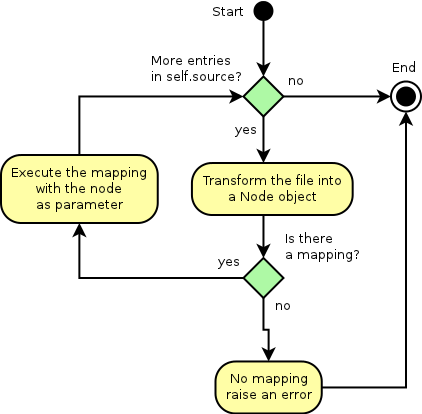 Start
More entries
in self.source?
no
End
yes
Execute the mapping
with the node
as parameter
Transform the file into
a Node object
Is there
a mapping?
yes
no
No mapping
raise an error